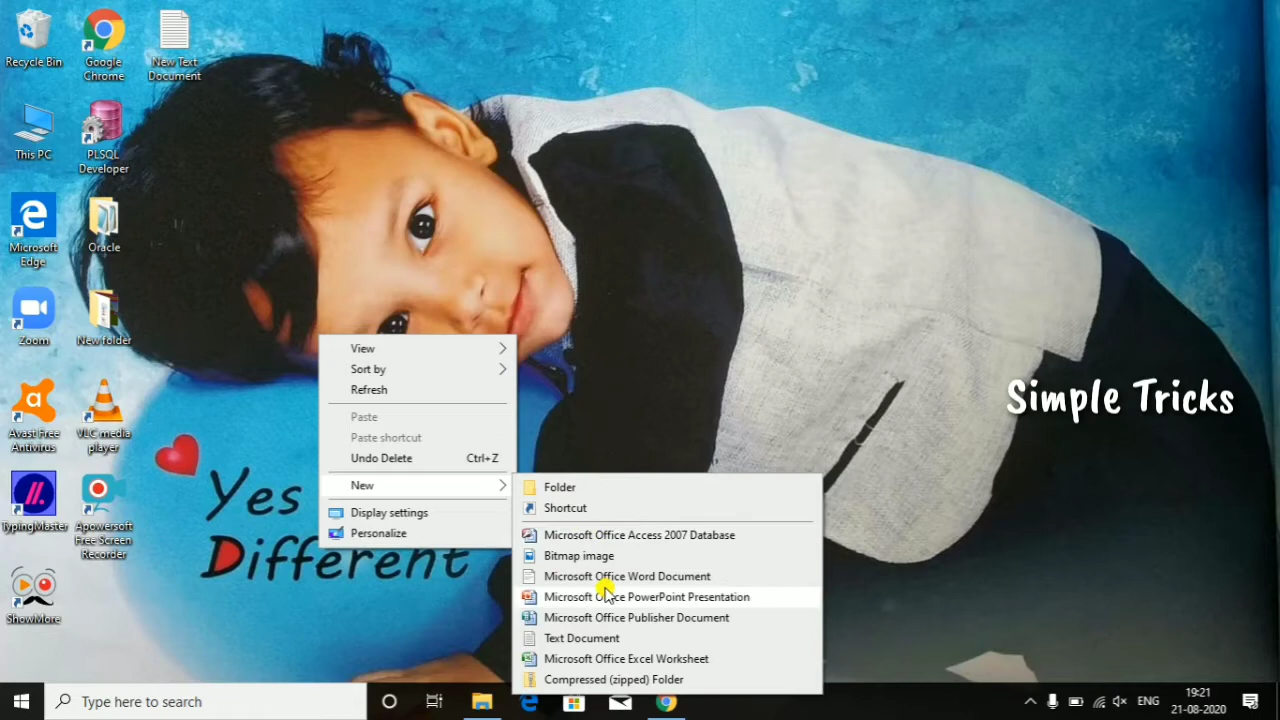 Recycle Bin
Google
Chrome
New Text
Document
This PC
PLSQL
Developer
Microsoft
Edge
Oracle
Zoom
New folder
Avast Free
Antivirus
VLC media
player
TypingMaster
Apowersoft
Free Screen
Recorder
ShowMore
Yes
Different
Simple Tricks
View
Sort by
Refresh
Paste
Paste shortcut
Undo Delete Ctrl+Z
New
Display settings
Personalize
Folder
Shortcut
Microsoft Office Access 2007 Database
Bitmap image
Microsoft Office Word Document
Microsoft Office PowerPoint Presentation
Microsoft Office Publisher Document
Text Document
Microsoft Office Excel Worksheet
Compressed (zipped) Folder
Type here to search
ENG
19:21
21-08-2020